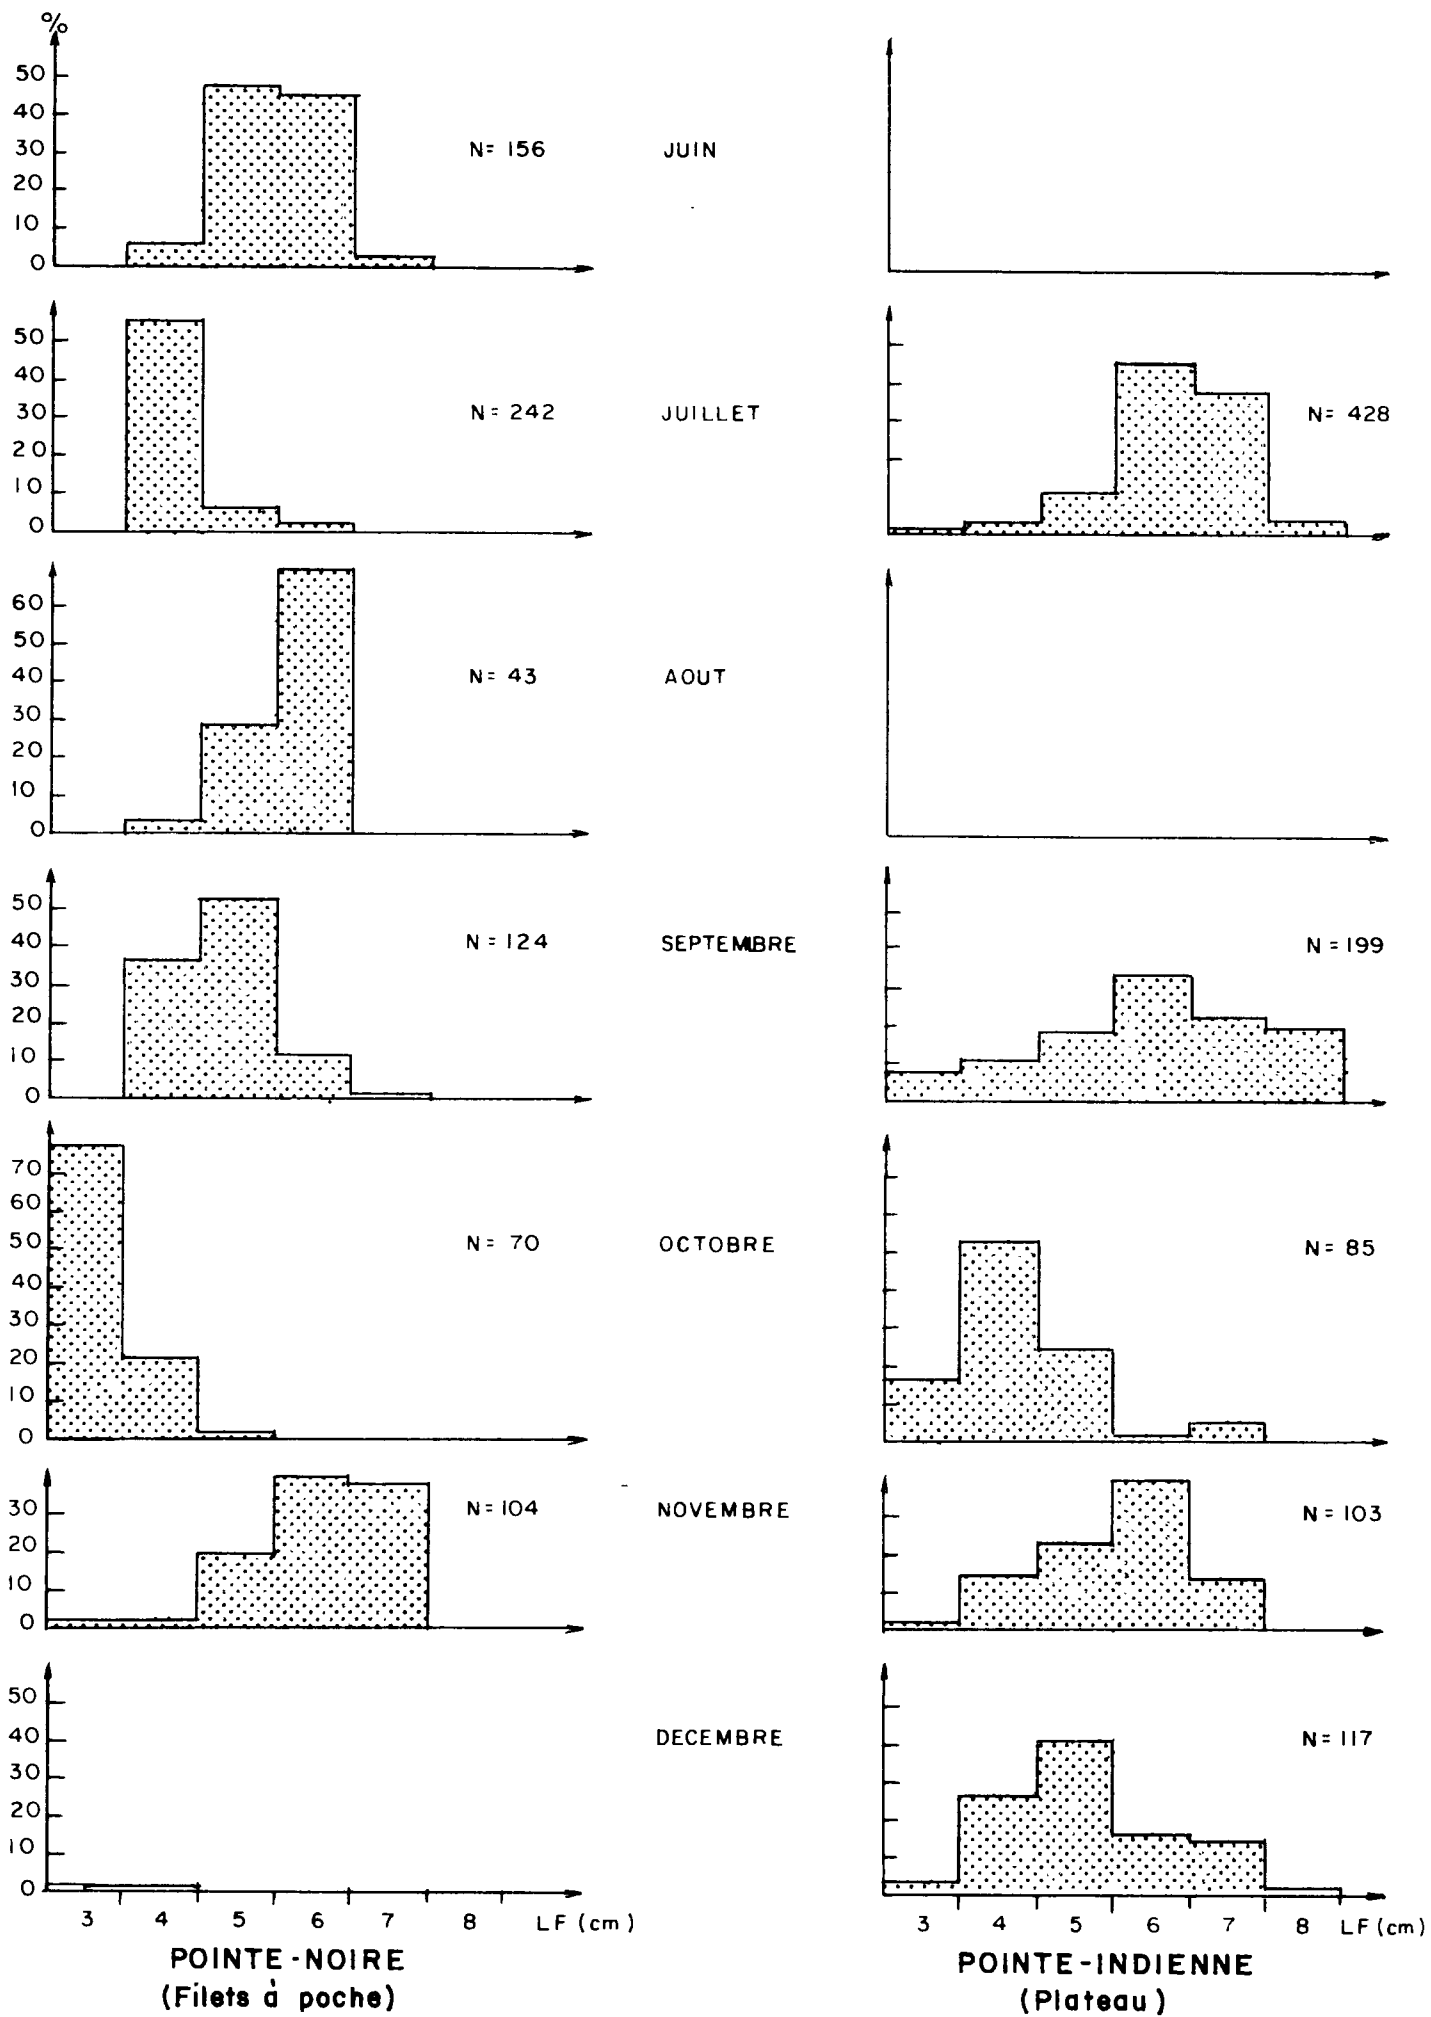 %
50
40
30
20
10
0
N= 156
JUIN
50
40
30
20
10
0
N= 242
JUILLET
N= 428
60
50
40
30
20
10
0
N= 43
AOUT
50
40
30
20
10
0
N = 124
SEPTEMBRE
N = 199
70
60
50
40
30
20
10
0
N= 70
OCTOBRE
N= 85
30
20
10
0
N= 104
NOVEMBRE
N = 103
50
40
30
20
10
0
DECEMBRE
N= 117
3 4 5 6 7 8 LF (cm)
3 4 5 6 7 8 LF (cm)
POINTE-NOIRE
(Filets à poche)
POINTE-INDIENNE
(Plateau)